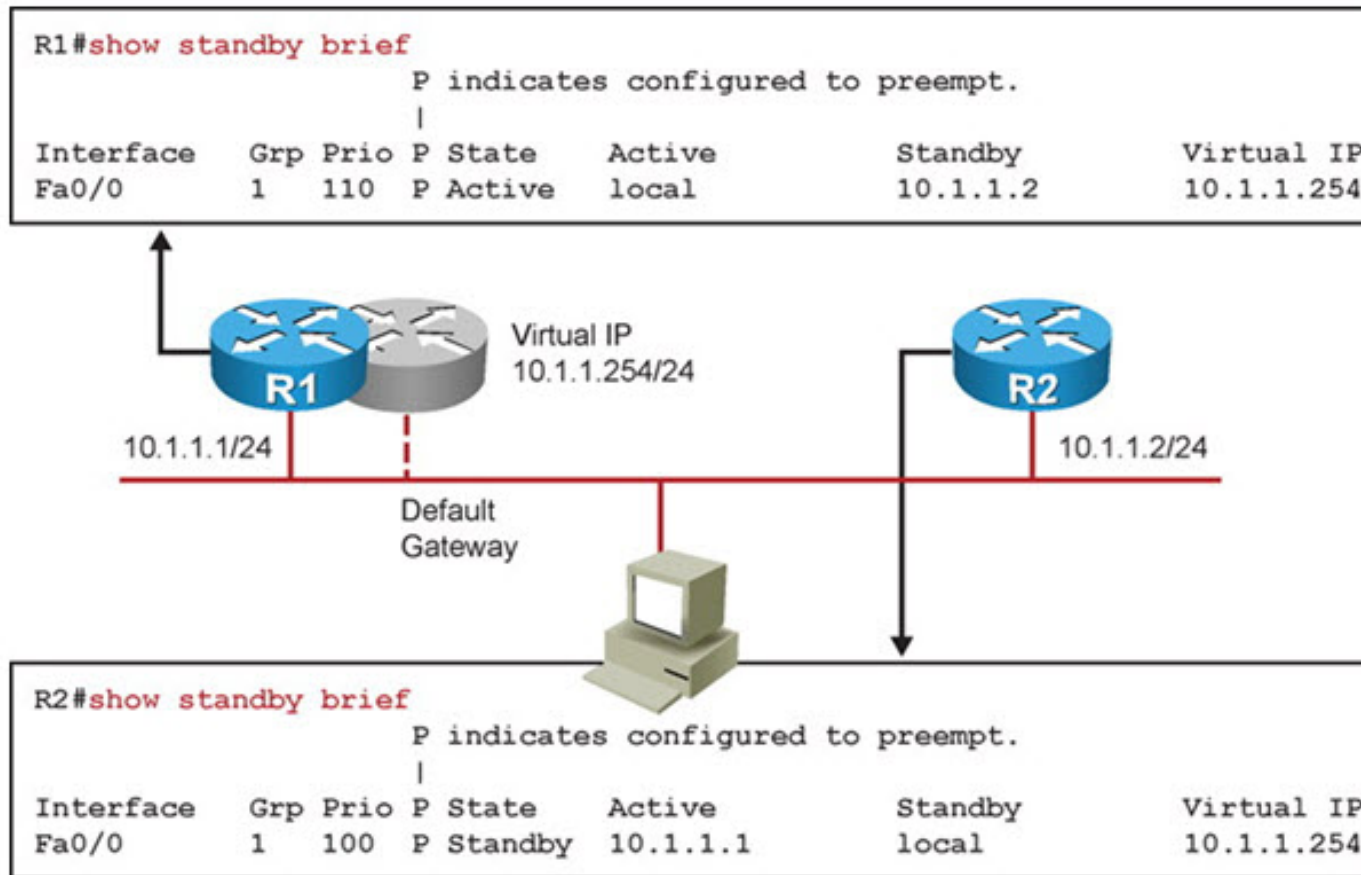 R1#show standby brief
P indicates configured to preempt.
|
Interface Grp Prio P State Active Standby Virtual IP
Fa0/0 1 110 P Active local 10.1.1.2 10.1.1.254
Virtual IP
10.1.1.254/24
R1
R2
10.1.1.1/24
10.1.1.2/24
Default
Gateway
R2#show standby brief
P indicates configured to preempt.
|
Interface Grp Prio P State Active Standby Virtual IP
Fa0/0 1 100 P Standby 10.1.1.1 local 10.1.1.254